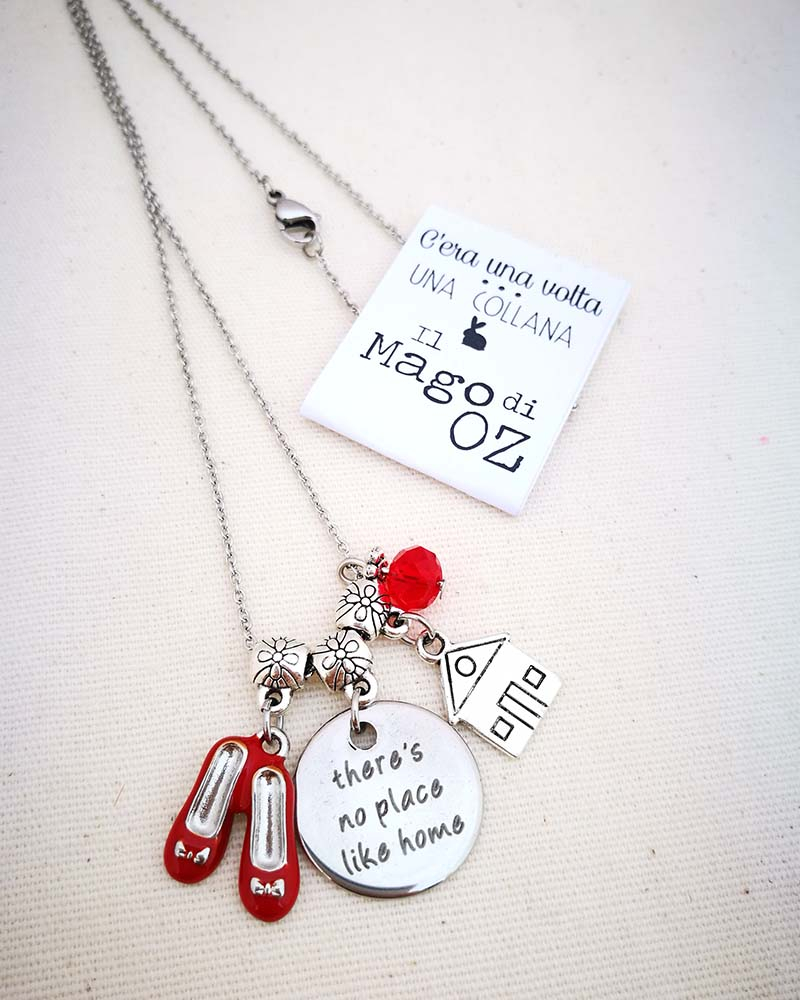 C'era una volta
...
UNA COLLANA
Il
Mago di
OZ
there's
no place
like home